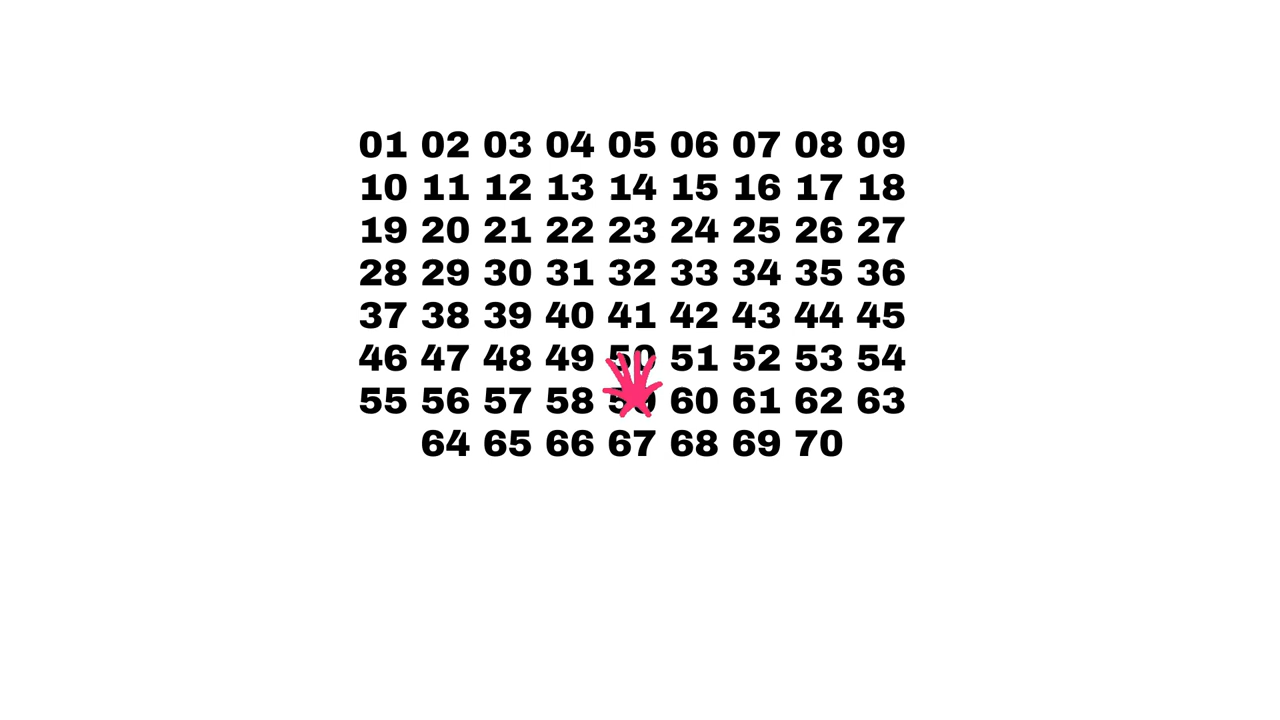 01 02 03 04 05 06 07 08 09
10 11 12 13 14 15 16 17 18
19 20 21 22 23 24 25 26 27
28 29 30 31 32 33 34 35 36
37 38 39 40 41 42 43 44 45
46 47 48 49 50 51 52 53 54
55 56 57 58 59 60 61 62 63
64 65 66 67 68 69 70